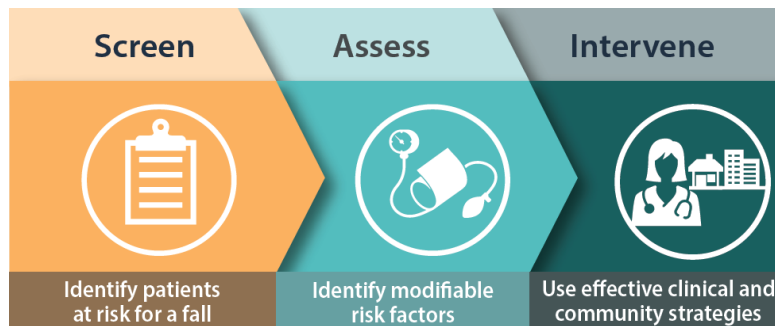 Screen
Assess
Intervene
Identify patients
at risk for a fall
Identify modifiable
risk factors
Use effective clinical and
community strategies